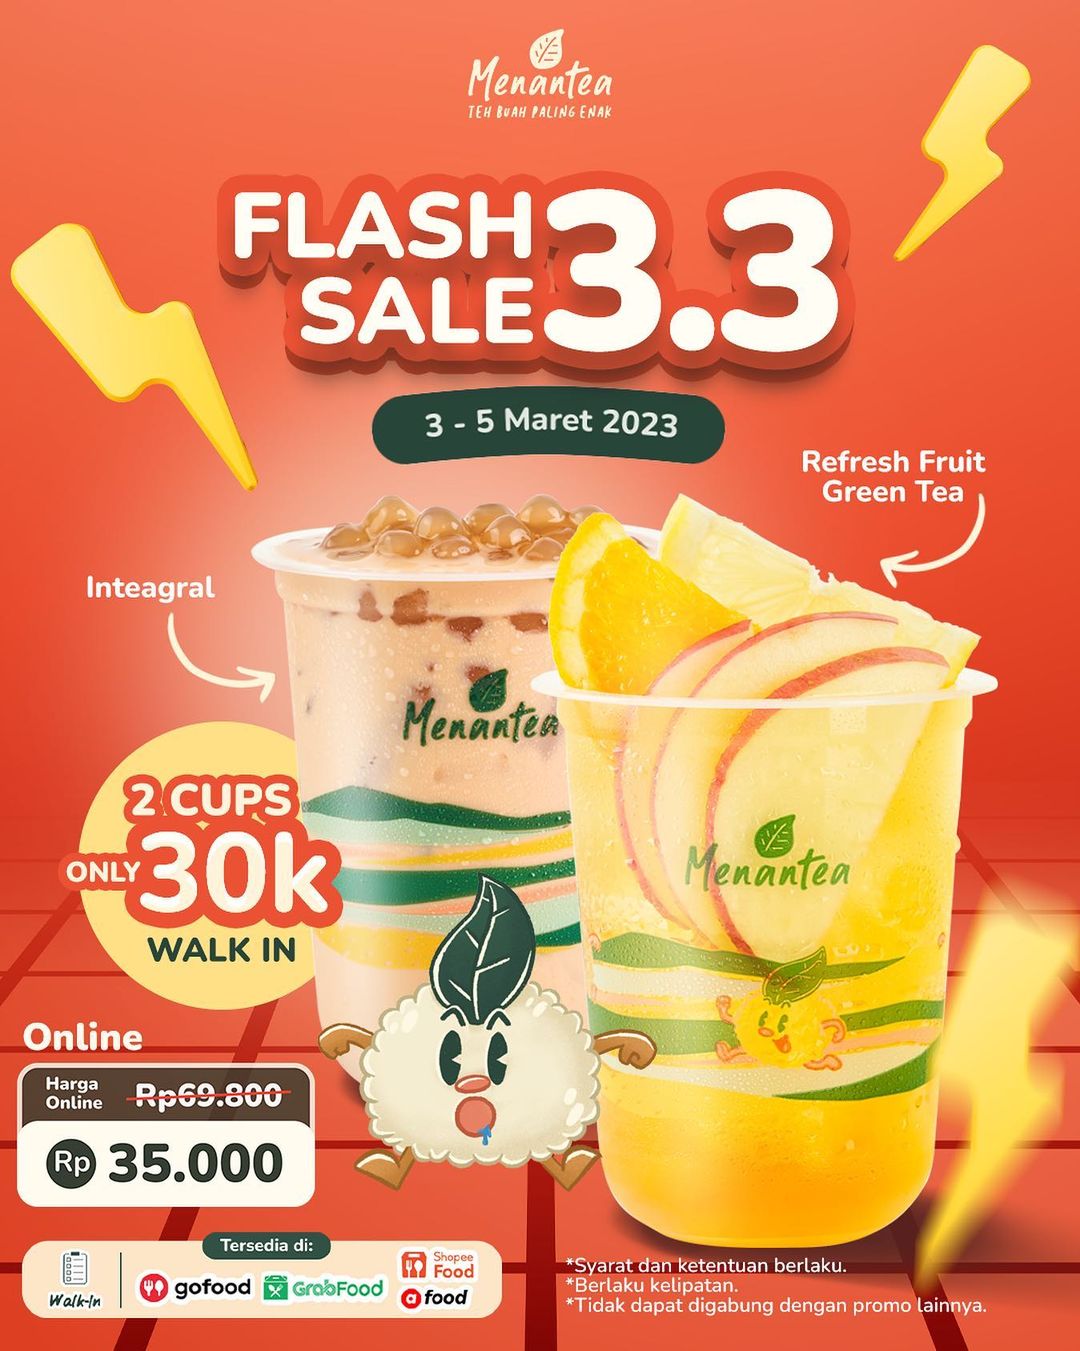 Menantea
TEH BUAH PALING ENAK
FLASH
SALE
3.3
3 - 5 Maret 2023
Refresh Fruit
Green Tea
Inteagral
Menantea
Menantea
2 CUPS
ONLY 30k
WALK IN
Online
Harga
Online
Rp69.800
Rp 35.000
Tersedia di:
Walk-In
gofood
GrabFood
Shopee
Food
a food
*Syarat dan ketentuan berlaku.
*Berlaku kelipatan.
*Tidak dapat digabung dengan promo lainnya.